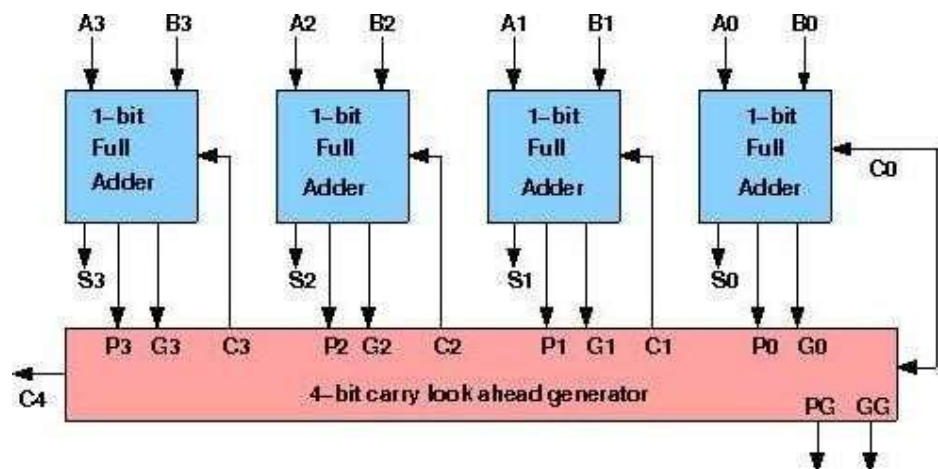 A3 B3 A2 B2 A1 B1 A0 B0
1-bit Full Adder
1-bit Full Adder
1-bit Full Adder
1-bit Full Adder
C0
S3 S2 S1 S0
P3 G3 C3 P2 G2 C2 P1 G1 C1 P0 G0
C4
4-bit carry look ahead generator
PG GG